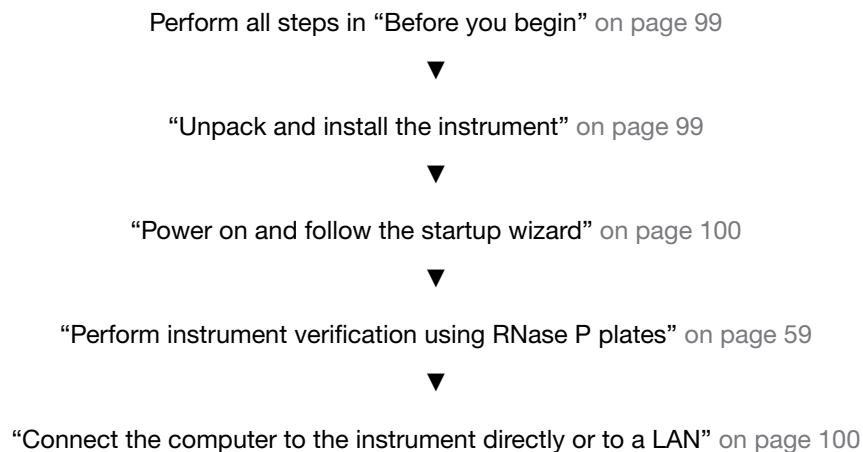 Perform all steps in “Before you begin” on page 99
▼
“Unpack and install the instrument” on page 99
▼
“Power on and follow the startup wizard” on page 100
▼
“Perform instrument verification using RNase P plates” on page 59
▼
“Connect the computer to the instrument directly or to a LAN” on page 100